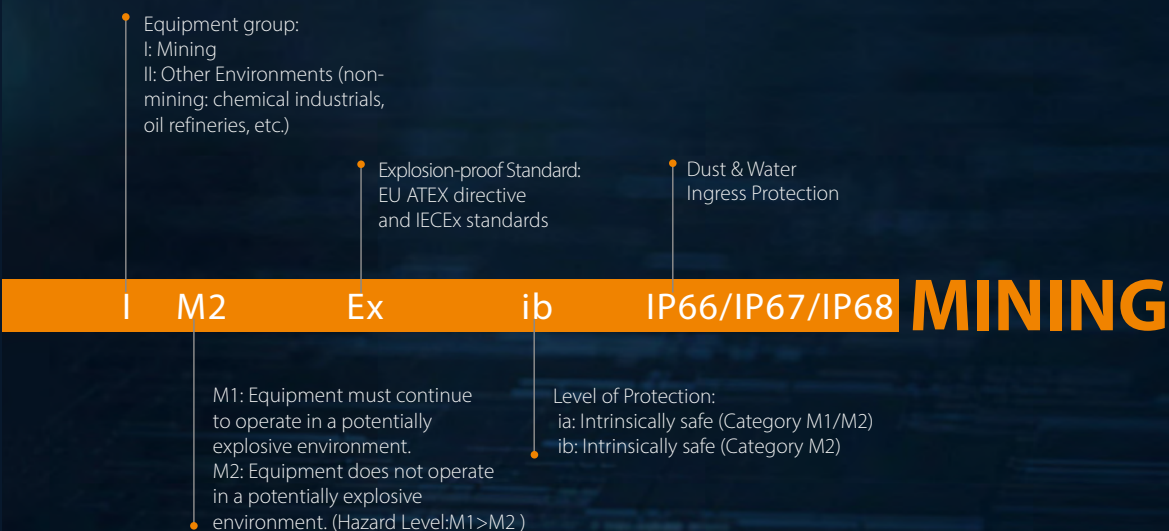 Equipment group:
I: Mining
II: Other Environments (non-
mining: chemical industrials,
oil refineries, etc.)
Explosion-proof Standard:
EU ATEX directive
and IECEx standards
Dust & Water
Ingress Protection
I M2 Ex ib IP66/IP67/IP68 MINING
M1: Equipment must continue
to operate in a potentially
explosive environment.
M2: Equipment does not operate
in a potentially explosive
environment. (Hazard Level:M1>M2 )
Level of Protection:
ia: Intrinsically safe (Category M1/M2)
ib: Intrinsically safe (Category M2)